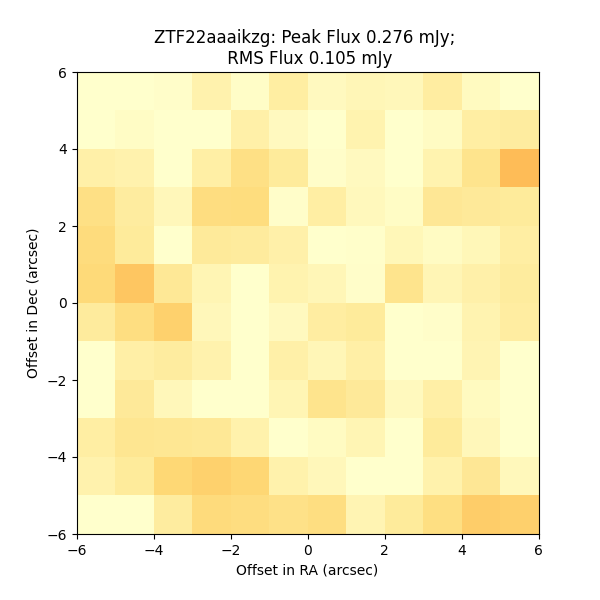 ZTF22aaaikzg: Peak Flux 0.276 mJy;
RMS Flux 0.105 mJy
6
4
2
0
−2
−4
−6
Offset in Dec (arcsec)
−6 −4 −2 0 2 4 6
Offset in RA (arcsec)